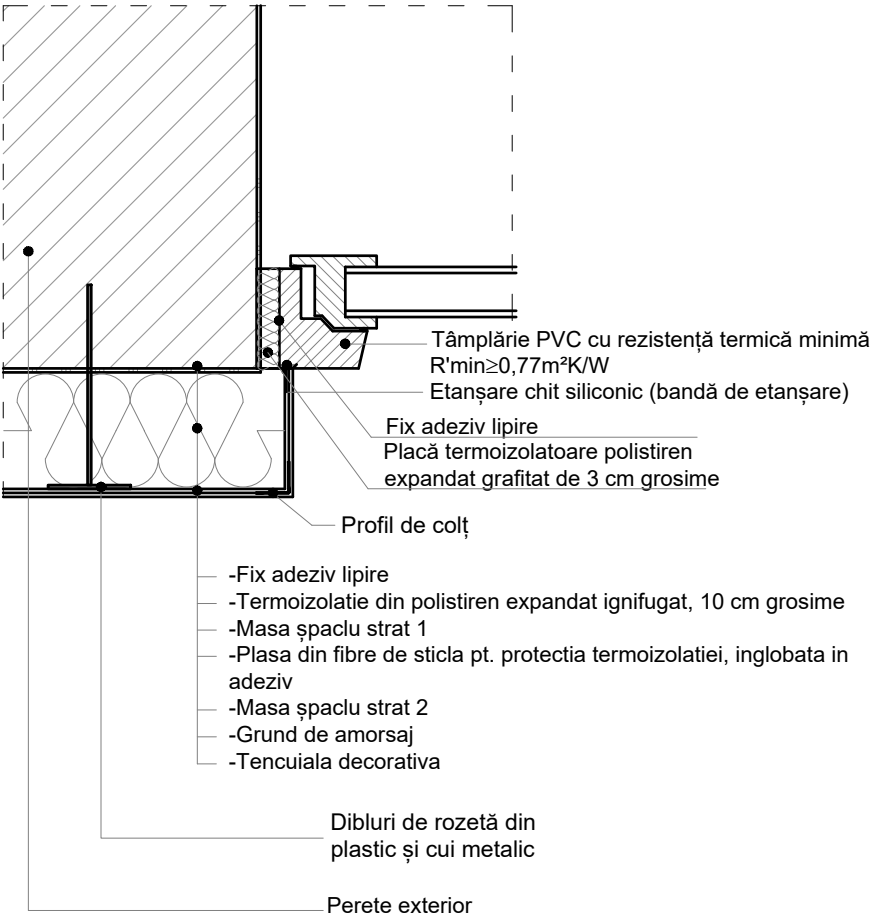 Tâmplărie PVC cu rezistență termică minimă
R'min≥0,77m²K/W
Etanșare chit siliconic (bandă de etanșare)
Fix adeziv lipire
Placă termoizolatoare polistiren
expandat grafitat de 3 cm grosime
Profil de colț
-Fix adeziv lipire
-Termoizolatie din polistiren expandat ignifugat, 10 cm grosime
-Masa șpaclu strat 1
-Plasa din fibre de sticla pt. protectia termoizolatiei, inglobata in
adeziv
-Masa șpaclu strat 2
-Grund de amorsaj
-Tencuiala decorativa
Dibluri de rozetă din
plastic și cui metalic
Perete exterior